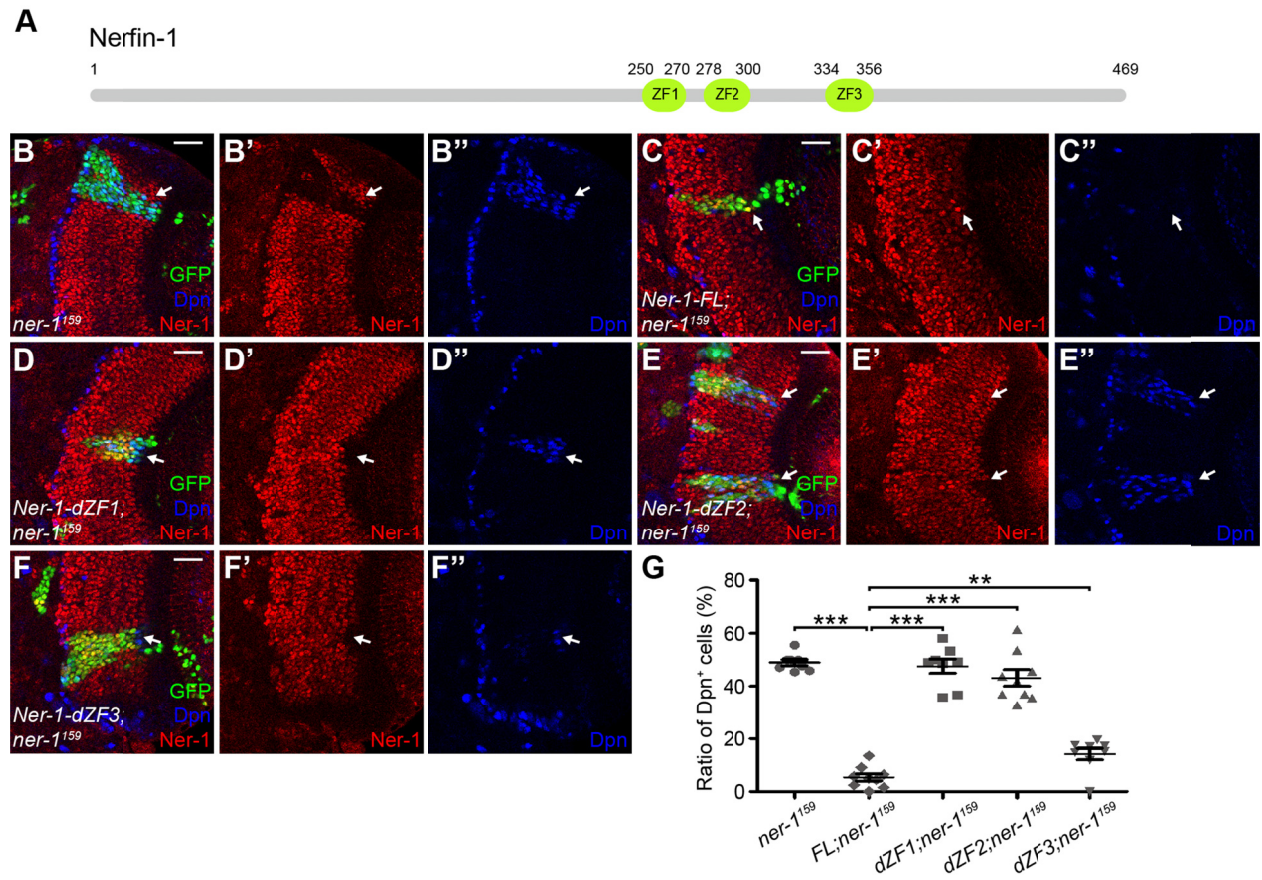 A
Nerfin-1
1 250 270 278 300 334 356 469
ZF1 ZF2 ZF3
B B’ B” C C’ C”
GFP
Dpn
ner-1159 Ner-1 Ner-1 Dpn
GFP
Dpn
Ner-1-FL;
ner-1159 Ner-1 Ner-1 Dpn
D D’ D” E E’ E”
GFP
Dpn
Ner-1-dZF1,
ner-1159 Ner-1 Ner-1 Dpn
GFP
Dpn
Ner-1-dZF2;
ner-1159 Ner-1 Ner-1 Dpn
F F’ F”
GFP
Dpn
Ner-1-dZF3,
ner-1159 Ner-1 Ner-1 Dpn
G
Ratio of Dpn+ cells (%)
80
60
40
20
0
**
***
*** ***
ner-1159
FL;ner-1159
dZF1;ner-1159
dZF2;ner-1159
dZF3;ner-1159